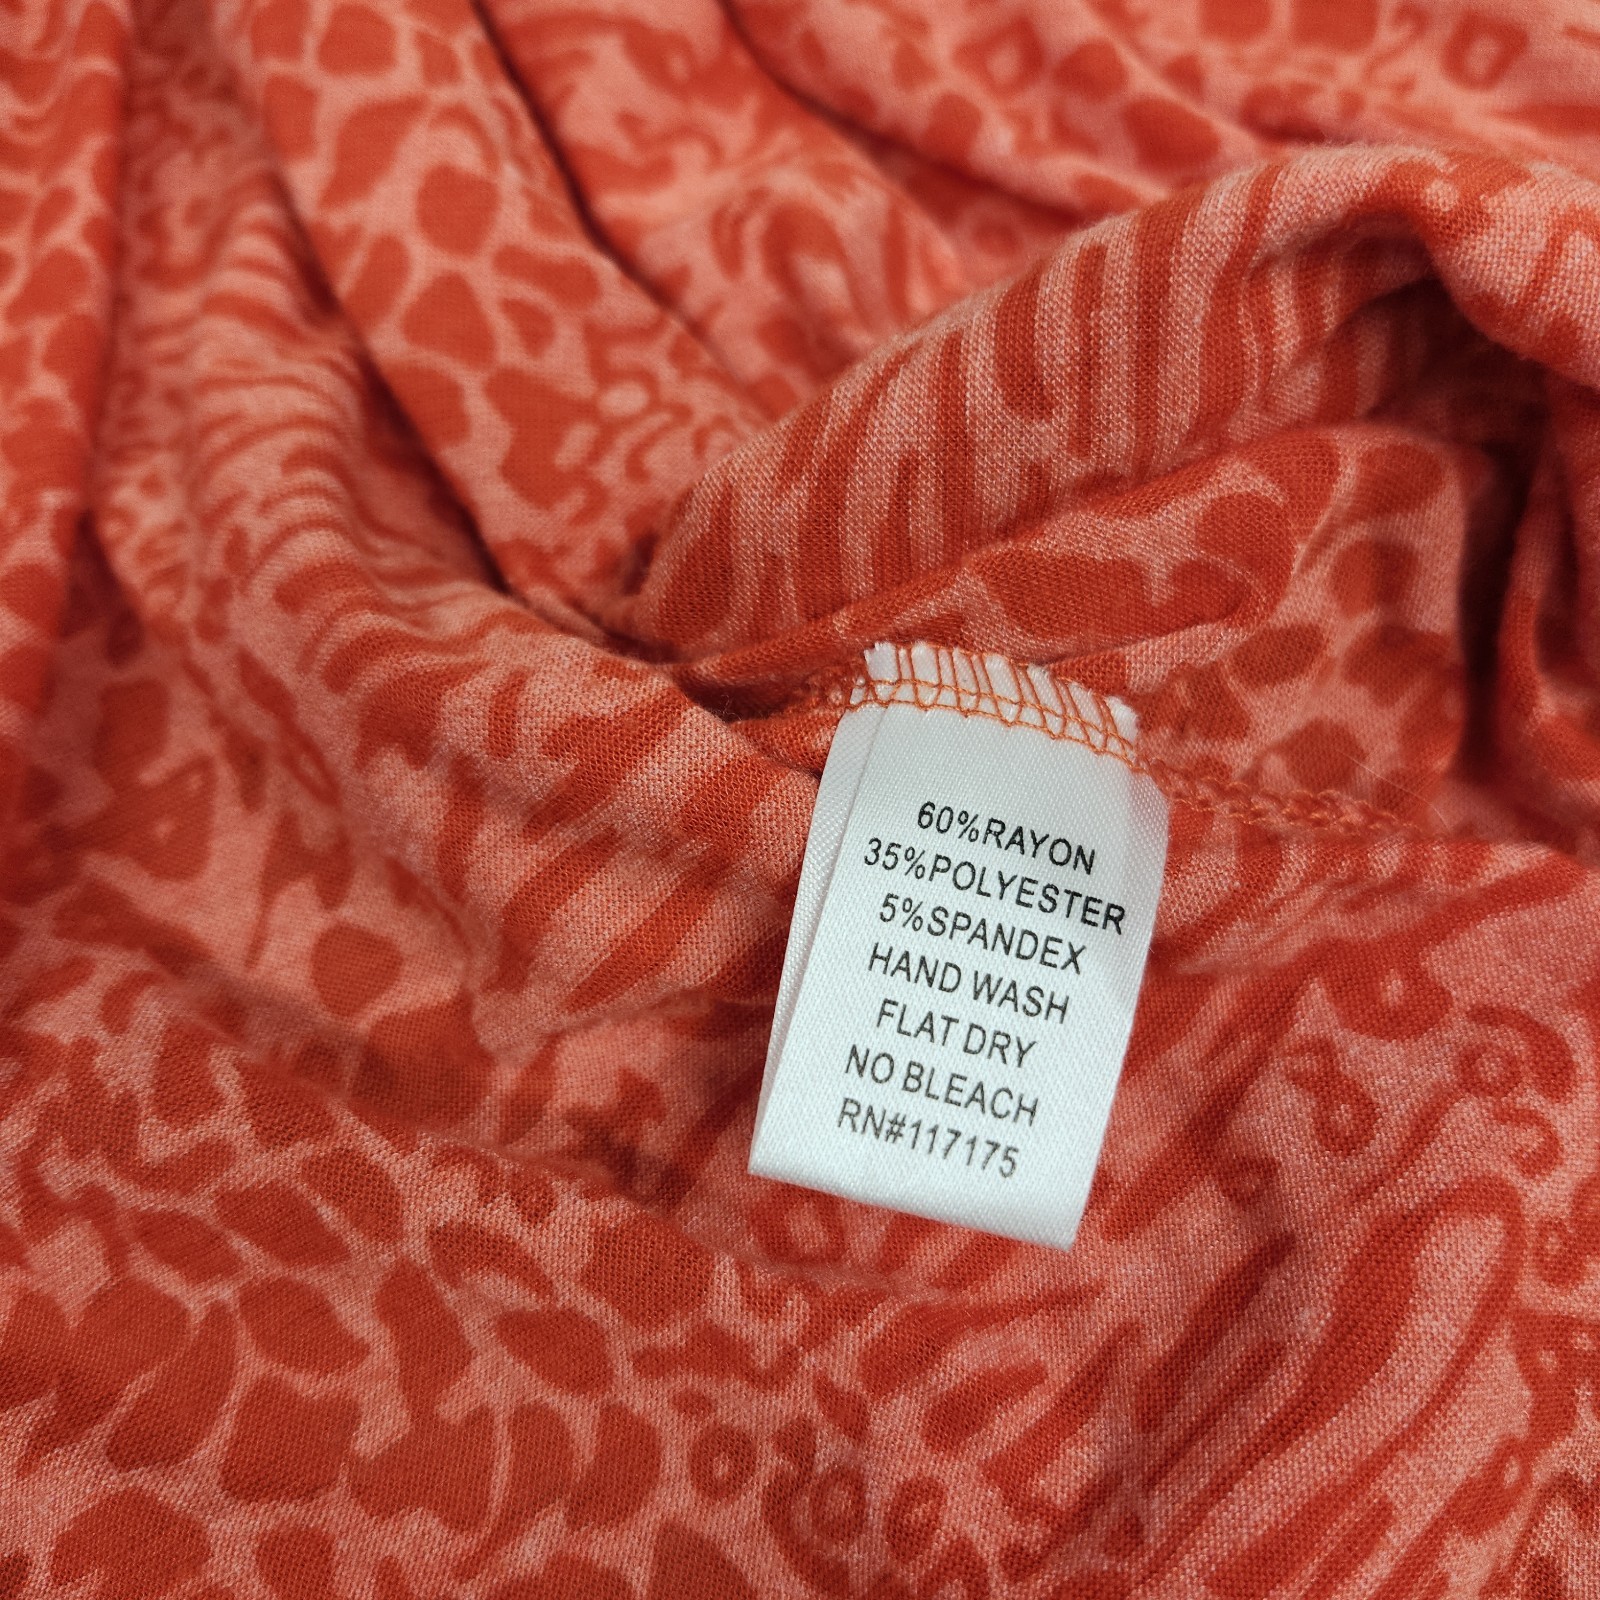 60%RAYON
35%POLYESTER
5%SPANDEX
HAND WASH
FLAT DRY
NO BLEACH
RN#117175